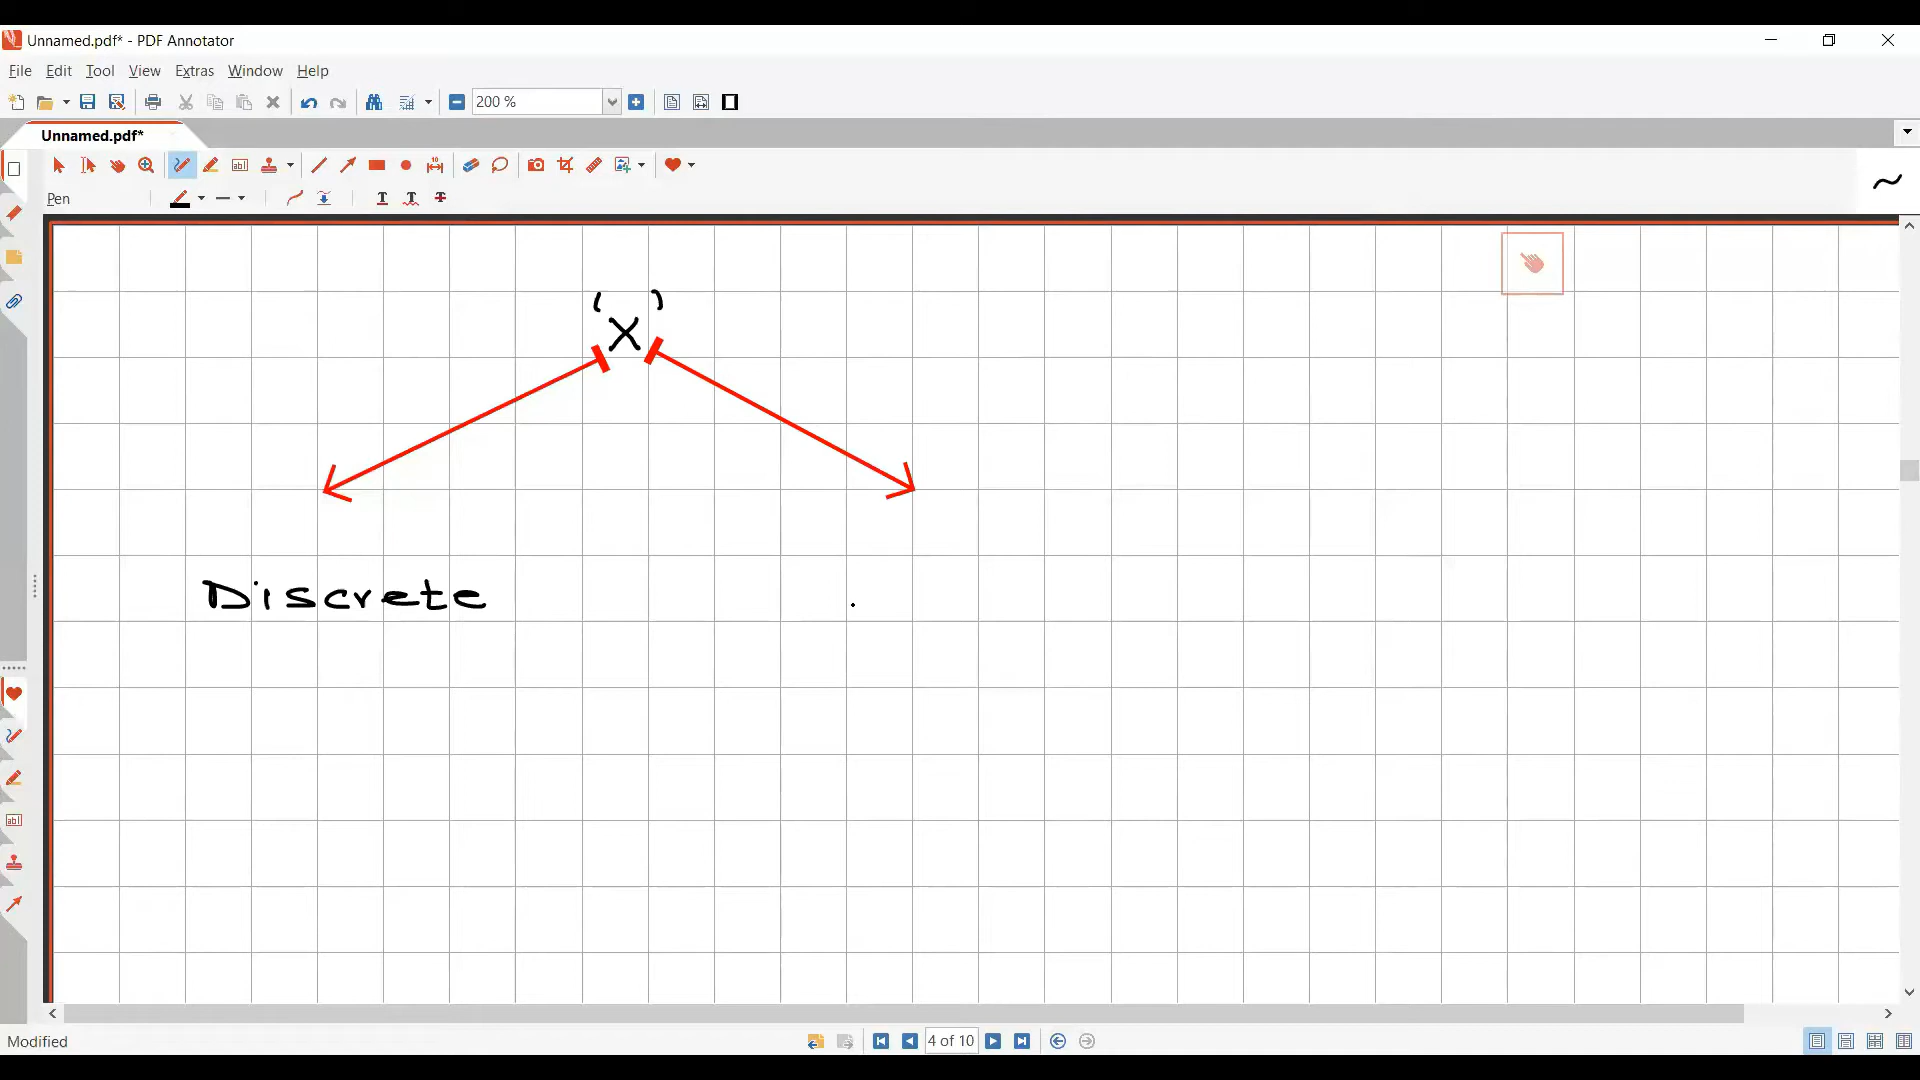 Unnamed.pdf* - PDF Annotator
File Edit Tool View Extras Window Help
200 %
Unnamed.pdf*
Pen
' X '
Discrete
Modified
4 of 10